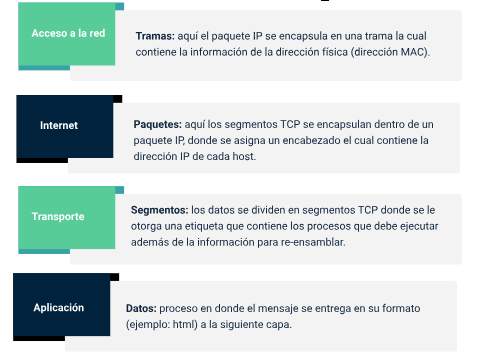 Acceso a la red
Tramas: aquí el paquete IP se encapsula en una trama la cual
contiene la información de la dirección física (dirección MAC).
Internet
Paquetes: aquí los segmentos TCP se encapsulan dentro de un
paquete IP, donde se asigna un encabezado el cual contiene la
dirección IP de cada host.
Transporte
Segmentos: los datos se dividen en segmentos TCP donde se le
otorga una etiqueta que contiene los procesos que debe ejecutar
además de la información para re-ensamblar.
Aplicación
Datos: proceso en donde el mensaje se entrega en su formato
(ejemplo: html) a la siguiente capa.